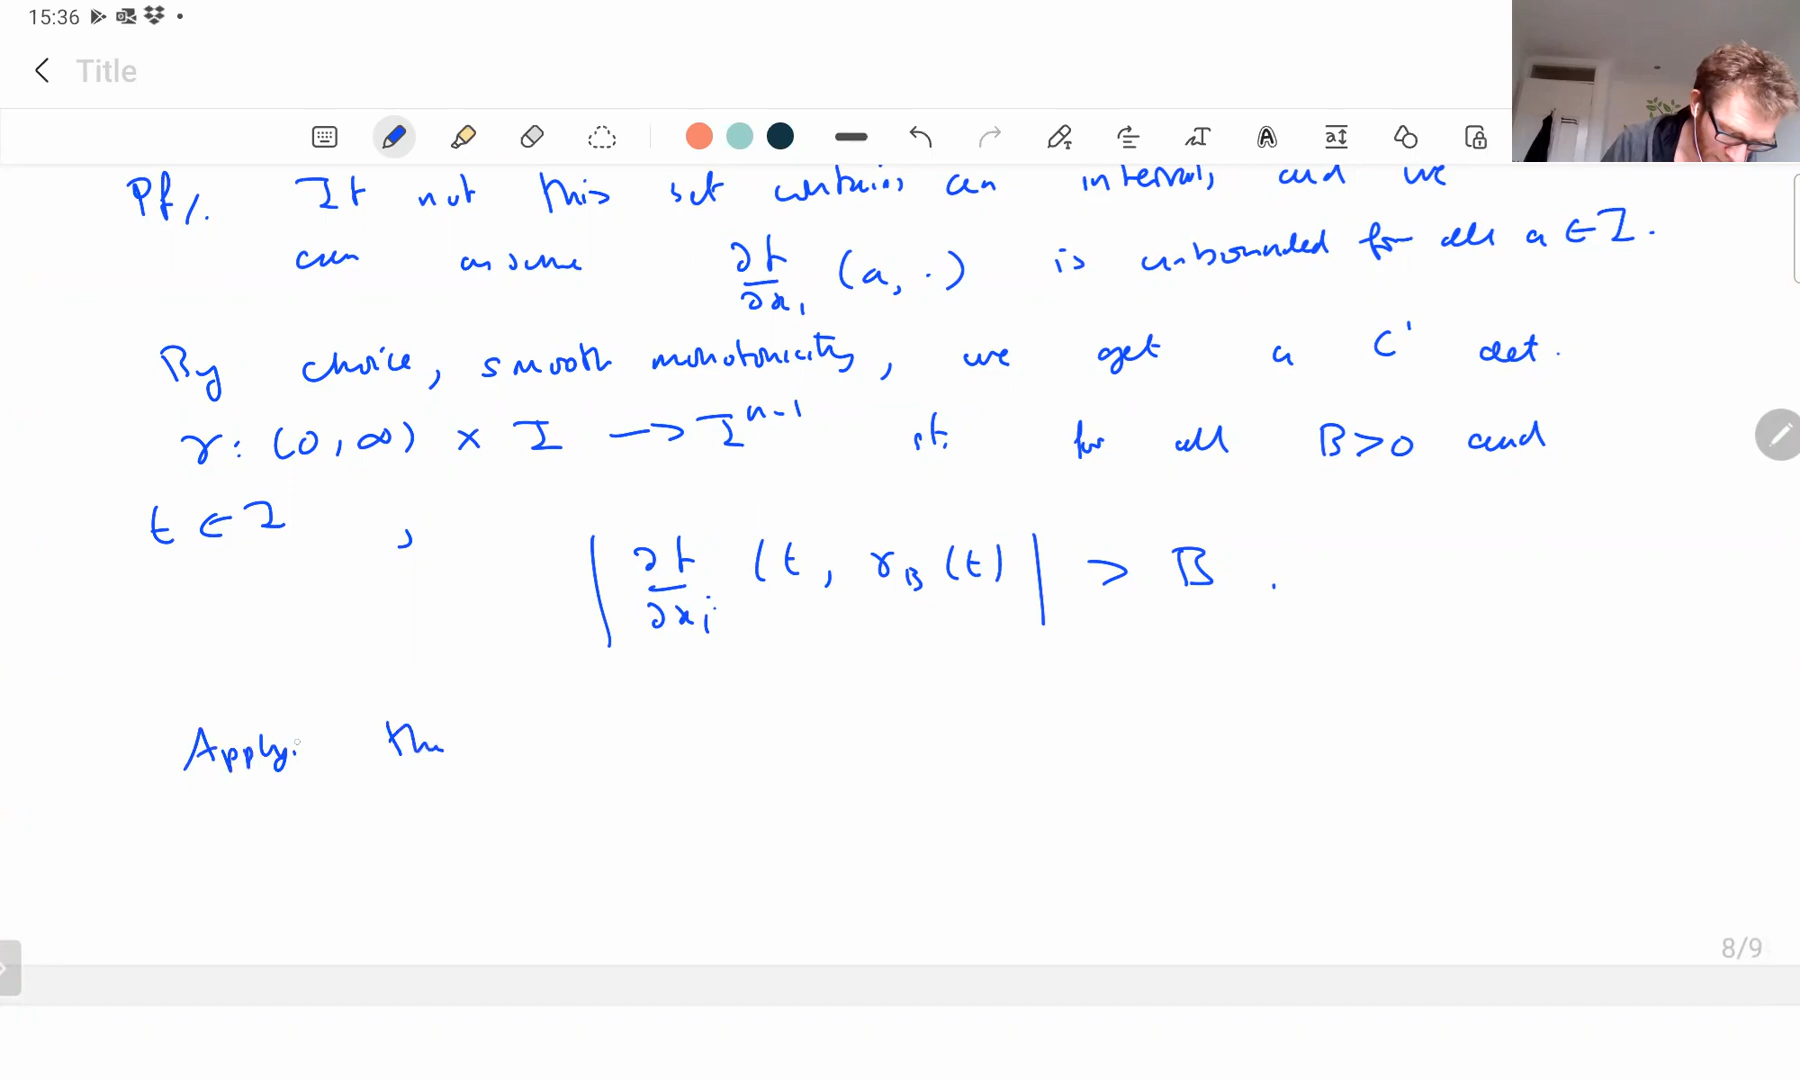 15:36
Title
Pf/. If not this set contains an interval, and we
can assume ∂f/∂x₁ (a, ·) is unbounded for all a ∈ I.
By choice, smooth monotonicity, we get a C¹ def.
γ: (0, ∞) × I → Iⁿ⁻¹ st. for all B > 0 and
t ∈ I ,
| ∂f/∂xᵢ (t, γ_B(t) | > B .
Apply: the
8/9